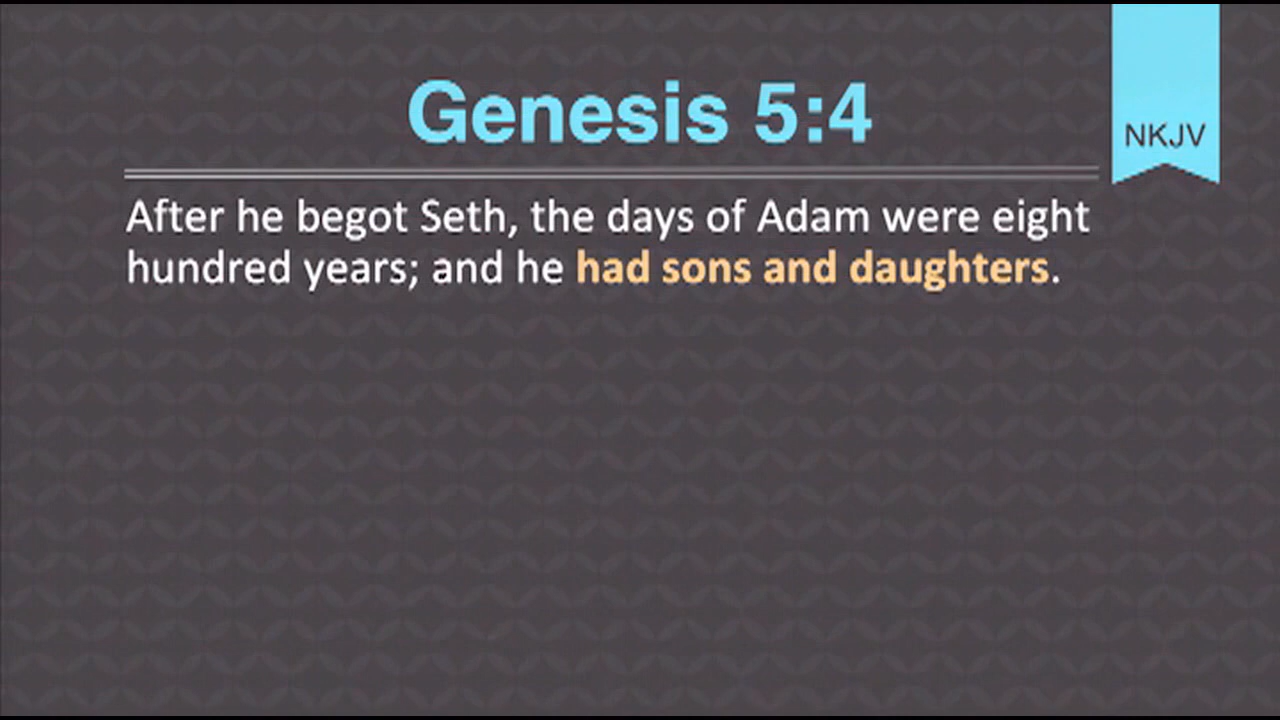 Genesis 5:4
NKJV
After he begot Seth, the days of Adam were eight
hundred years; and he had sons and daughters.